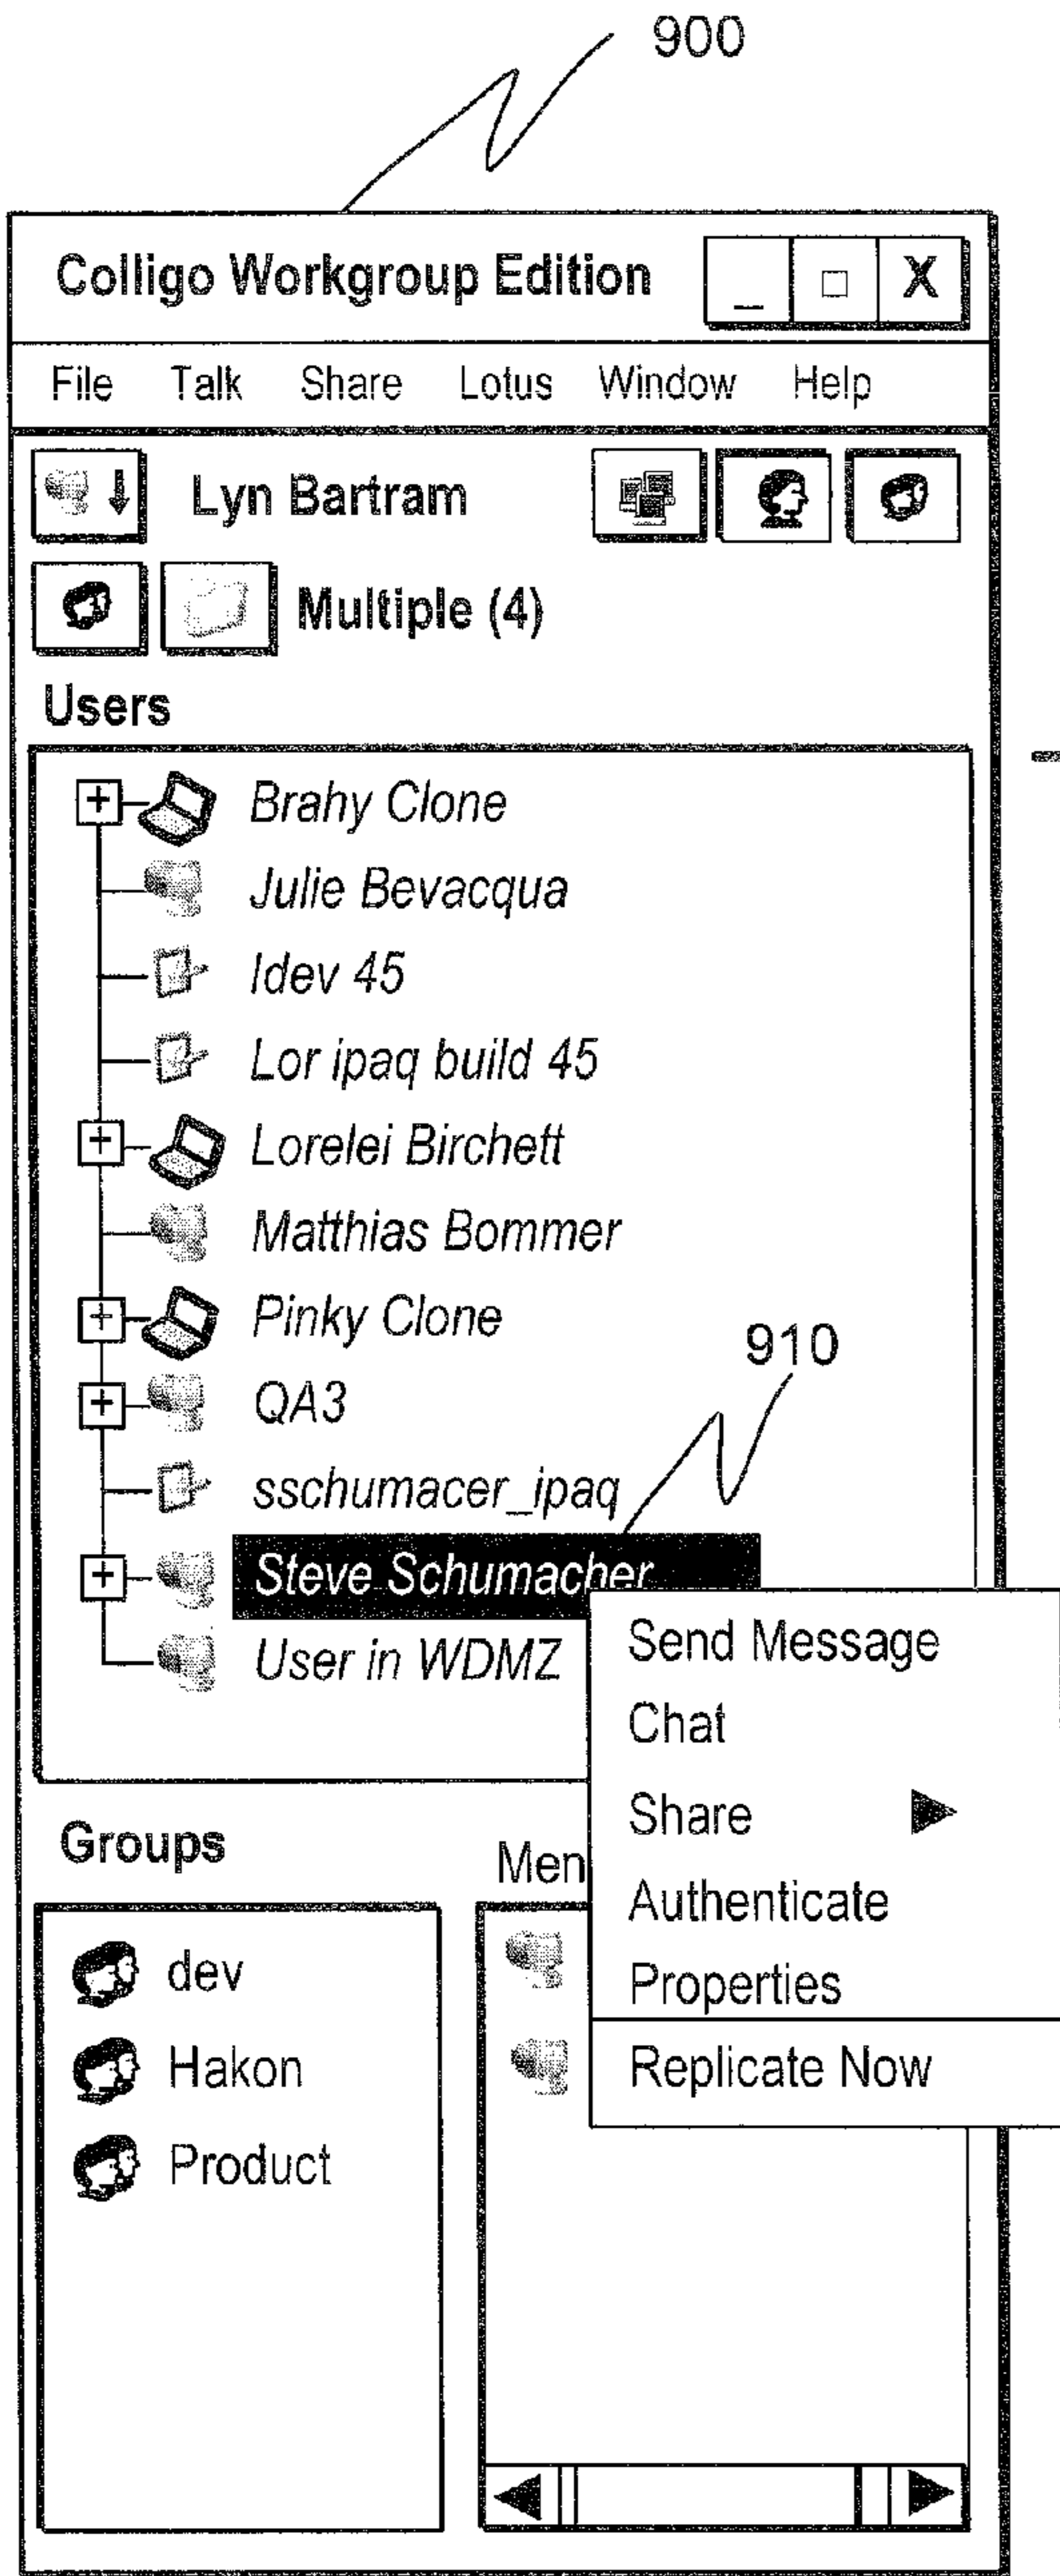 900
Colligo Workgroup Edition _ □ X
File Talk Share Lotus Window Help
Lyn Bartram
Multiple (4)
Users
Brahy Clone
Julie Bevacqua
Idev 45
Lor ipaq build 45
Lorelei Birchett
Matthias Bommer
Pinky Clone
910
QA3
sschumacer_ipaq
Steve Schumacher
User in WDMZ
Send Message
Chat
Share
Authenticate
Properties
Replicate Now
Groups
Men
dev
Hakon
Product